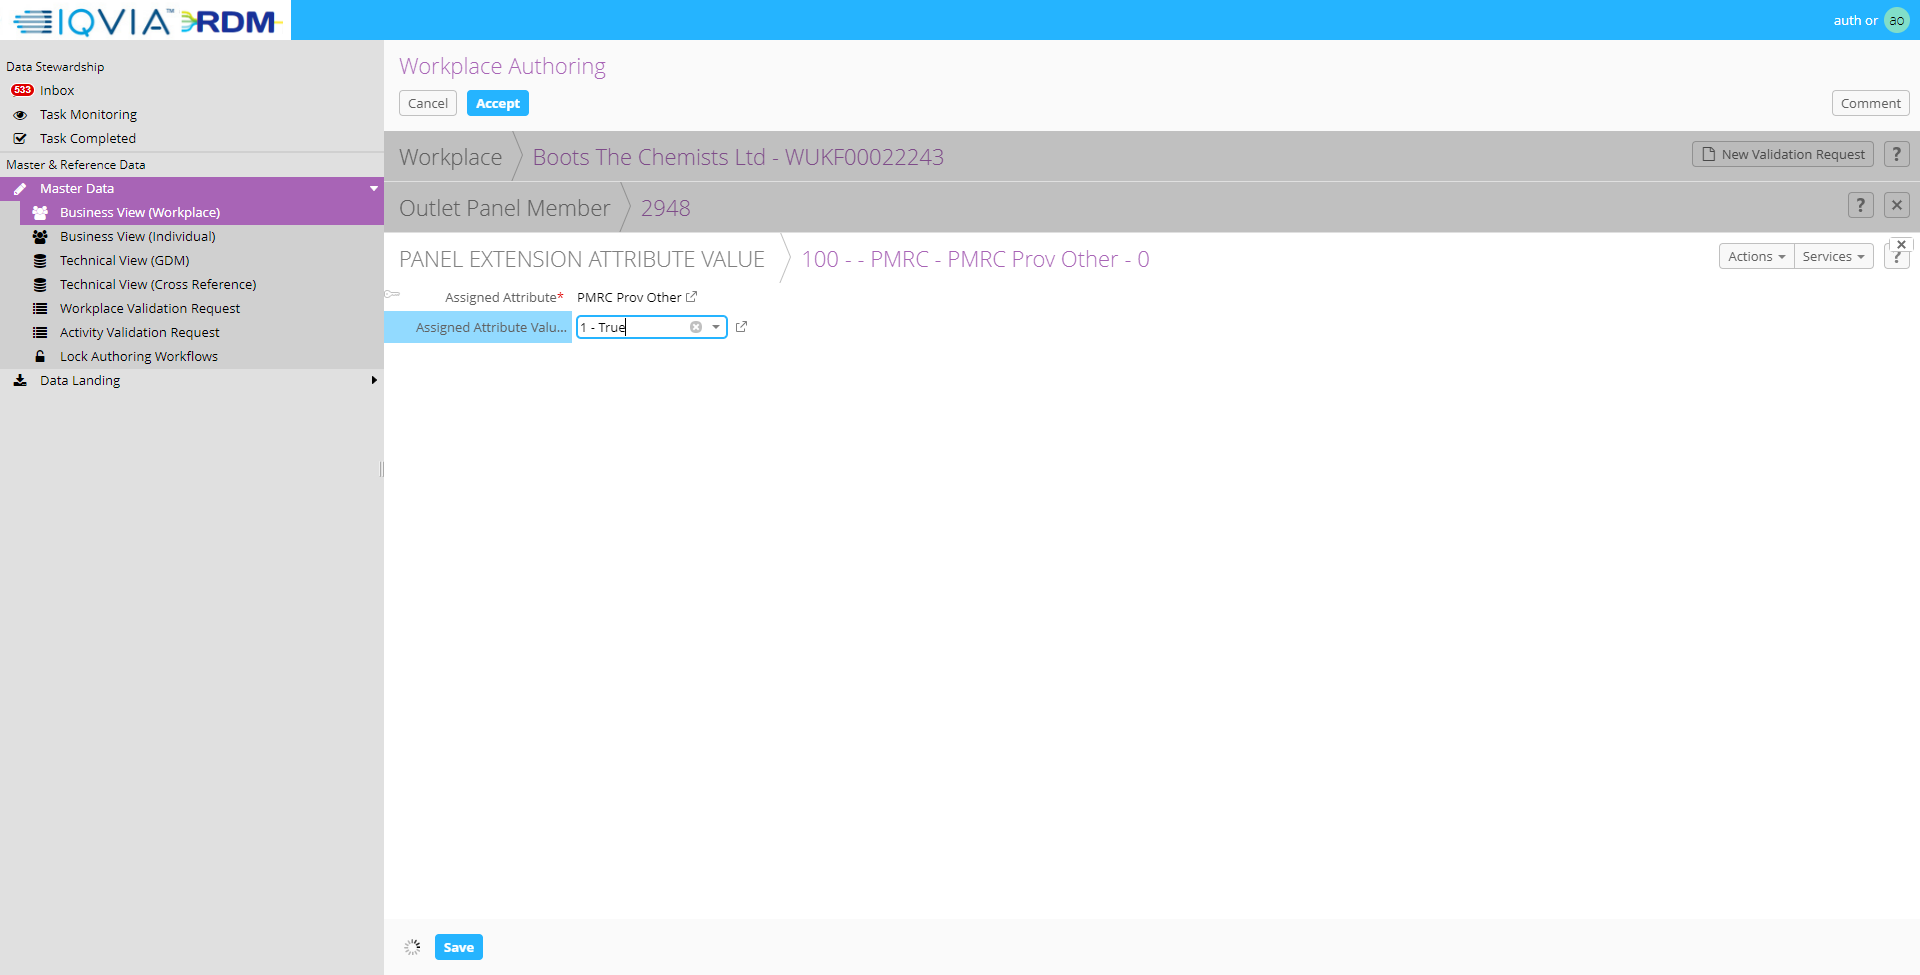 IQVIA™ RDM
auth or ao
Data Stewardship
533 Inbox
Task Monitoring
Task Completed
Master & Reference Data
Master Data
Business View (Workplace)
Business View (Individual)
Technical View (GDM)
Technical View (Cross Reference)
Workplace Validation Request
Activity Validation Request
Lock Authoring Workflows
Data Landing
Workplace Authoring
Cancel Accept Comment
Workplace Boots The Chemists Ltd - WUKF00022243 New Validation Request ?
Outlet Panel Member 2948 ?
PANEL EXTENSION ATTRIBUTE VALUE 100 - - PMRC - PMRC Prov Other - 0 Actions Services ?
Assigned Attribute* PMRC Prov Other
Assigned Attribute Valu... 1 - True
Save